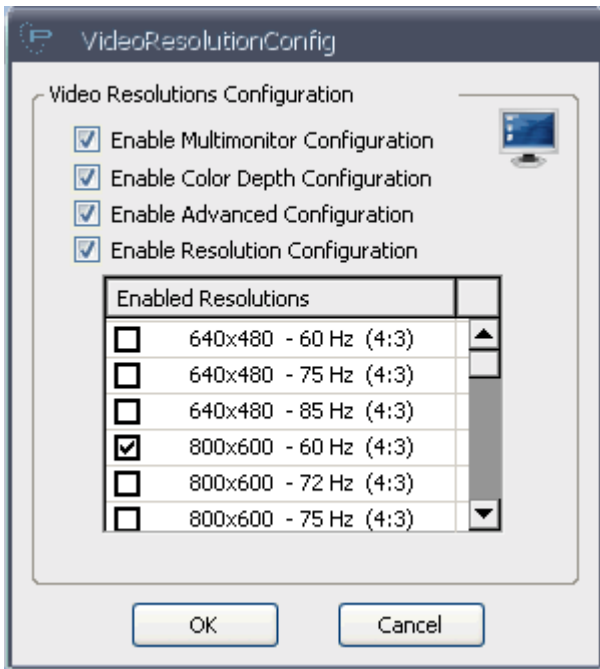 VideoResolutionConfig
Video Resolutions Configuration
Enable Multimonitor Configuration
Enable Color Depth Configuration
Enable Advanced Configuration
Enable Resolution Configuration
Enabled Resolutions
640x480 - 60 Hz (4:3)
640x480 - 75 Hz (4:3)
640x480 - 85 Hz (4:3)
800x600 - 60 Hz (4:3)
800x600 - 72 Hz (4:3)
800x600 - 75 Hz (4:3)
OK Cancel